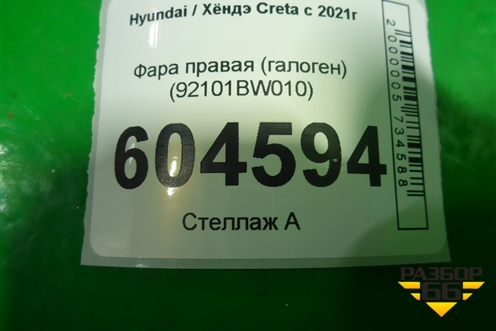 Hyundai / Хёндэ Creta с 2021г
Фара правая (галоген)
(92101BW010)
604594
Стеллаж А
2000005734588
РАЗБОР
66